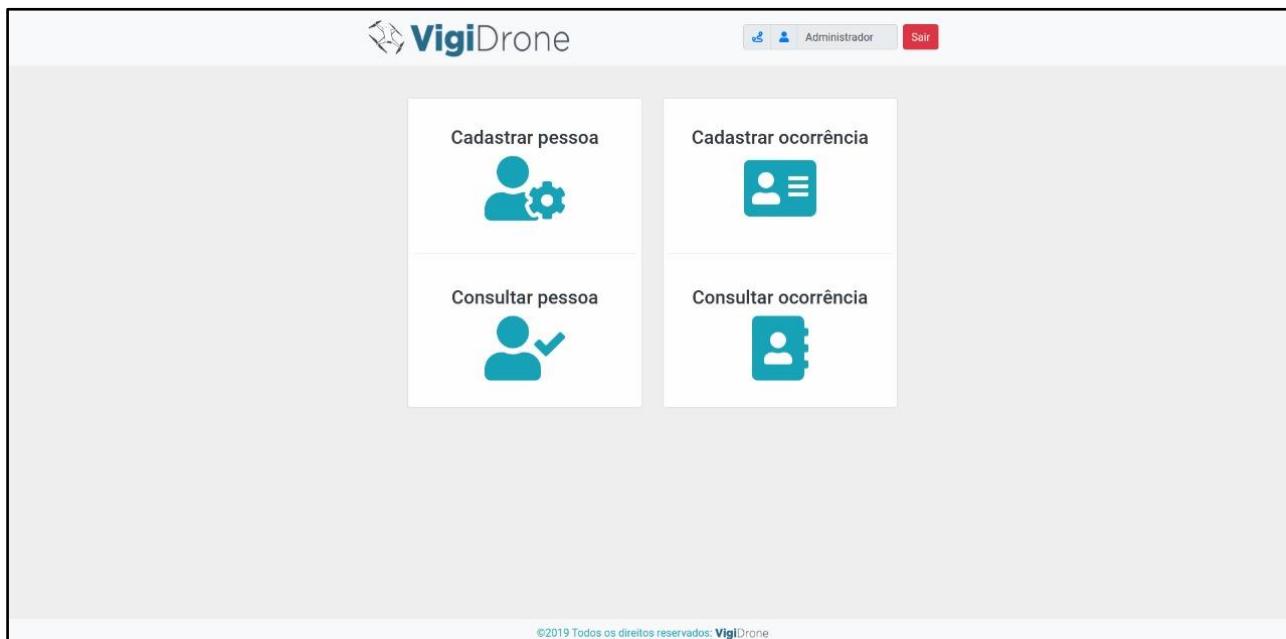 VigiDrone
Administrador
Sair
Cadastrar pessoa
Cadastrar ocorrência
Consultar pessoa
Consultar ocorrência
©2019 Todos os direitos reservados: VigiDrone